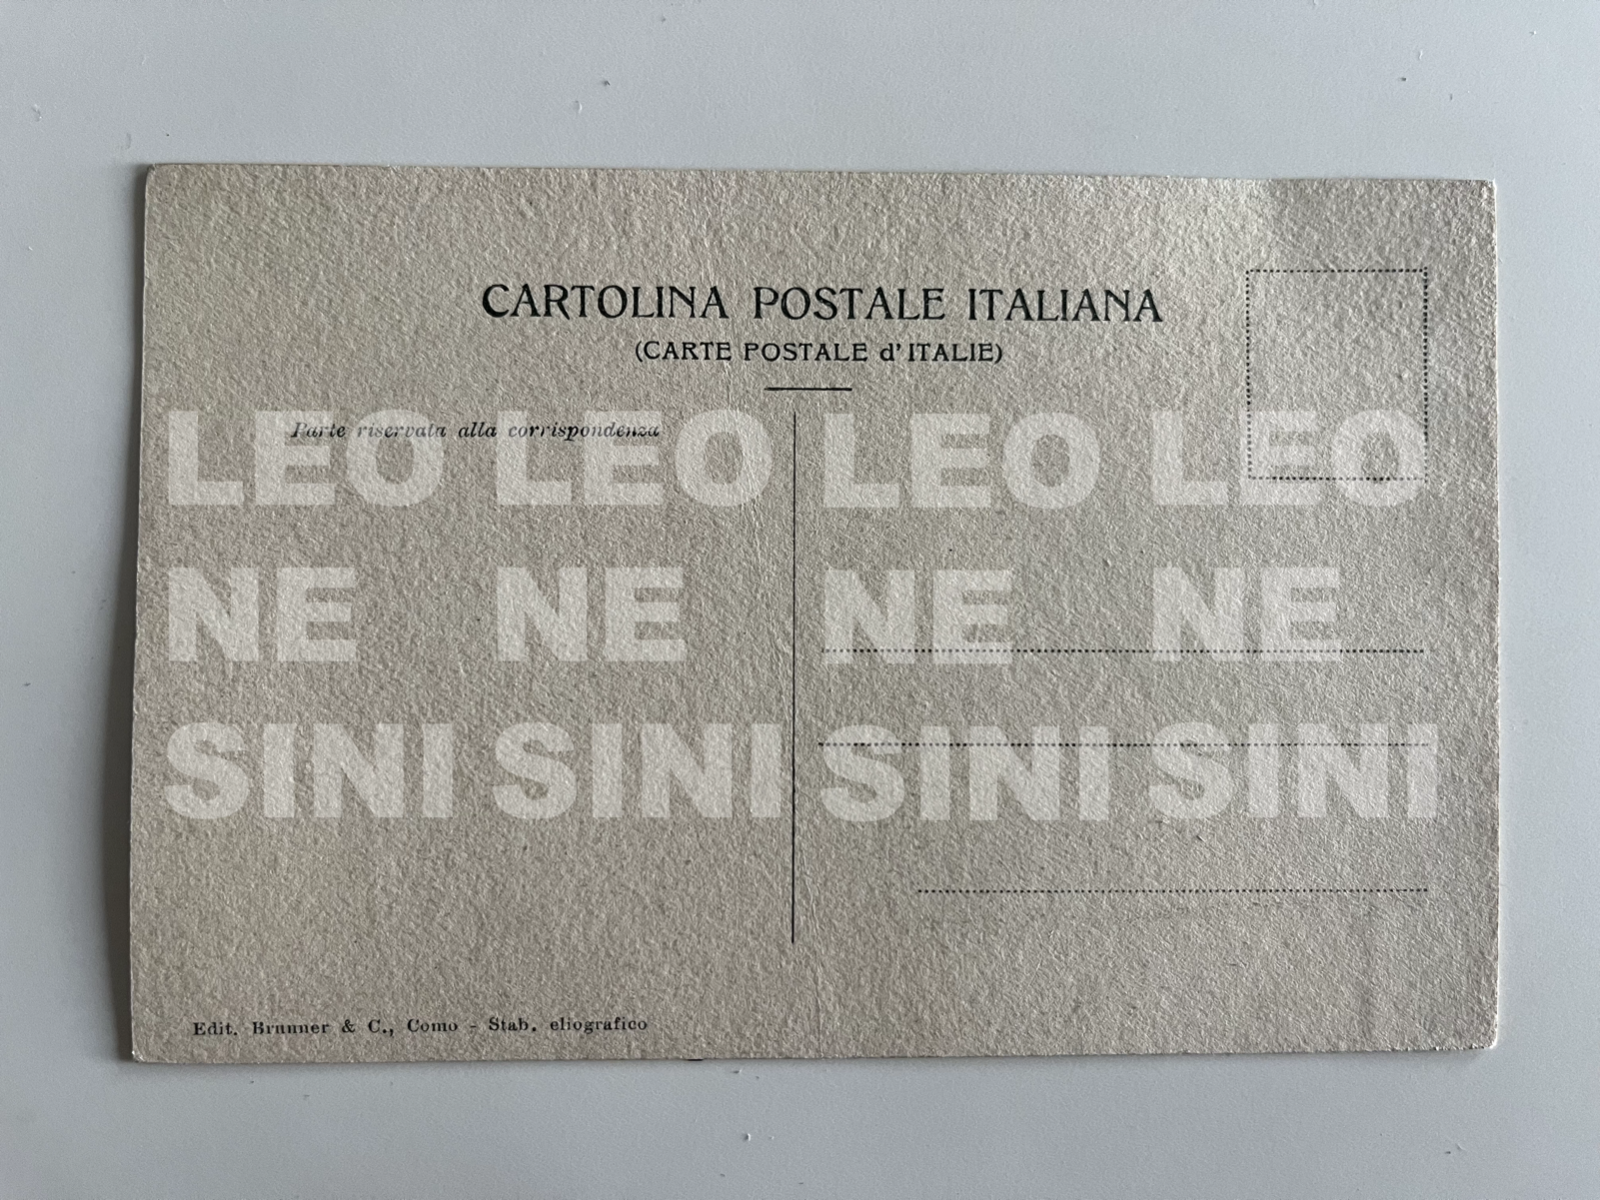 CARTOLINA POSTALE ITALIANA
(CARTE POSTALE d'ITALIE)
Parte riservata alla corrispondenza
LEO LEO LEO LEO
NE NE NE NE
SINI SINI SINI SINI
Edit. Brunner & C., Como - Stab. eliografico